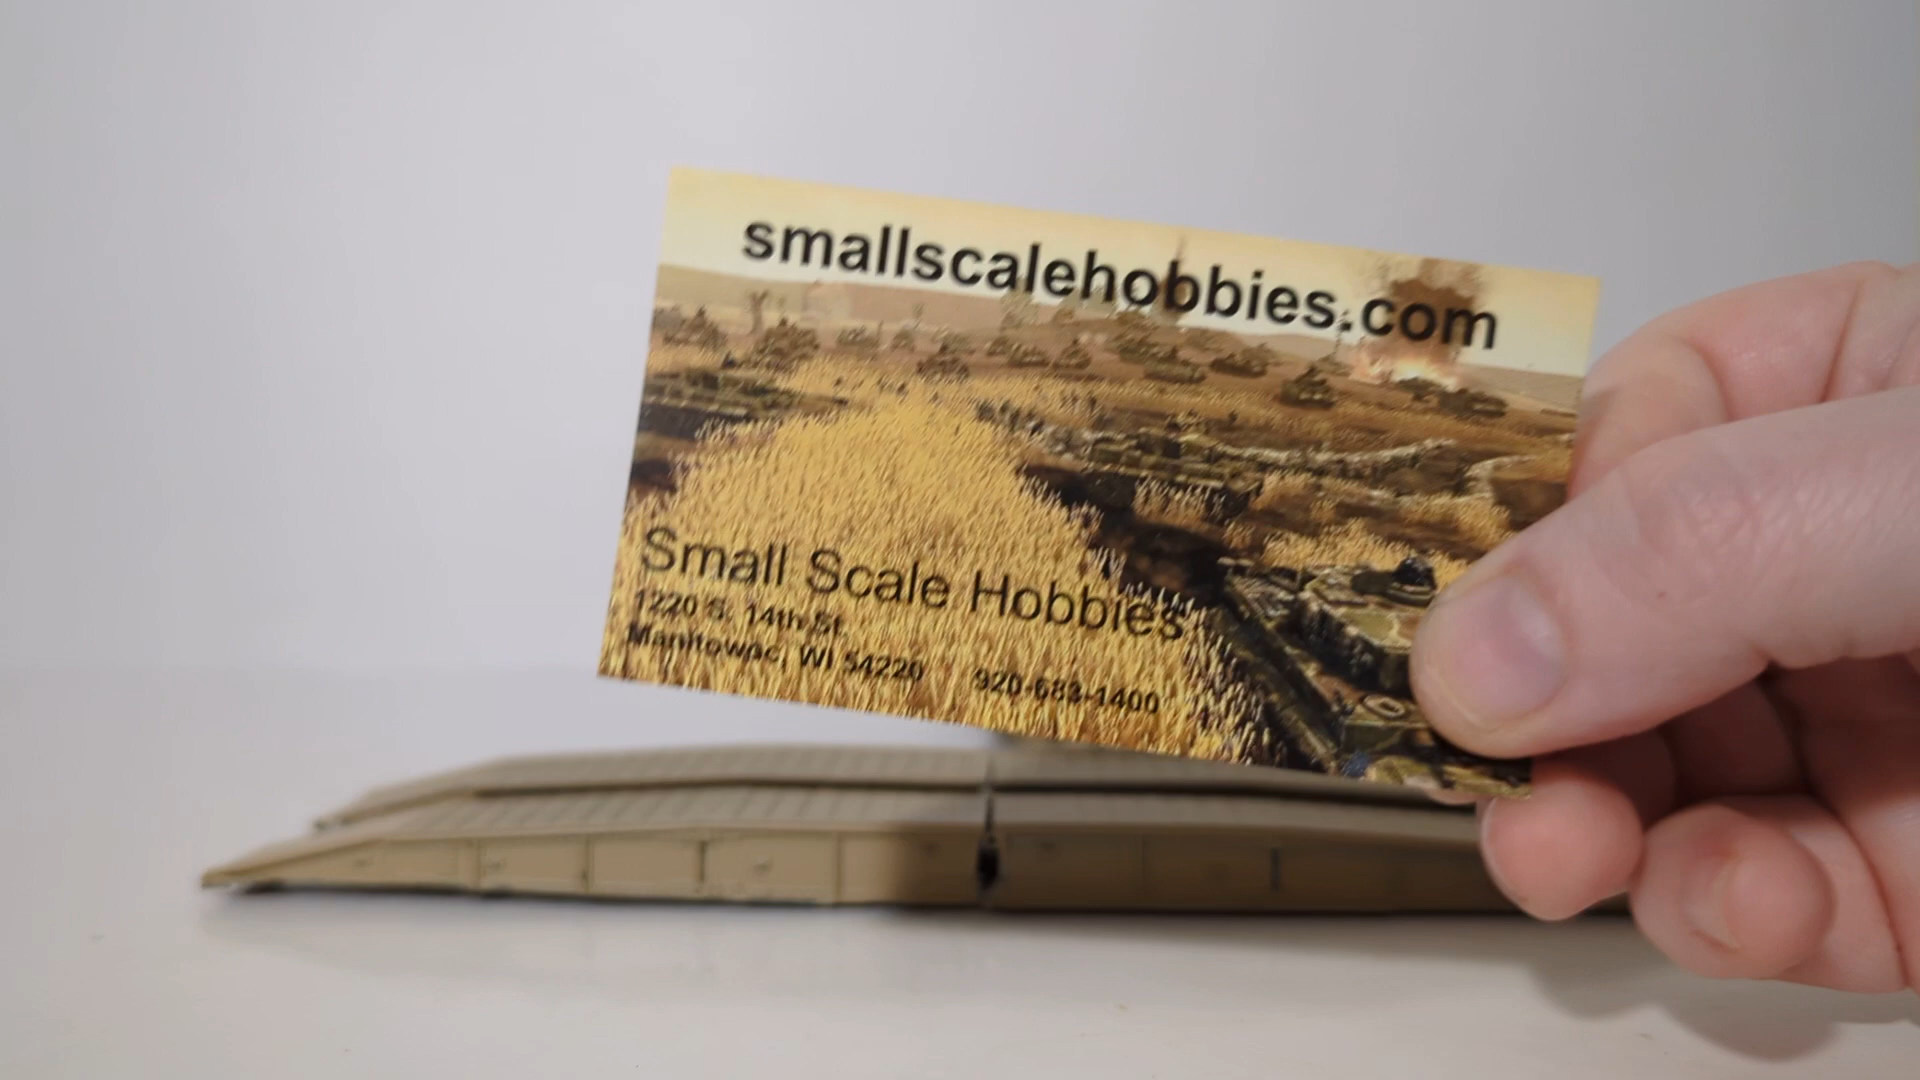 smallscalehobbies.com
Small Scale Hobbies
1220 S. 14th St.
Manitowoc, WI 54220 920-683-1400